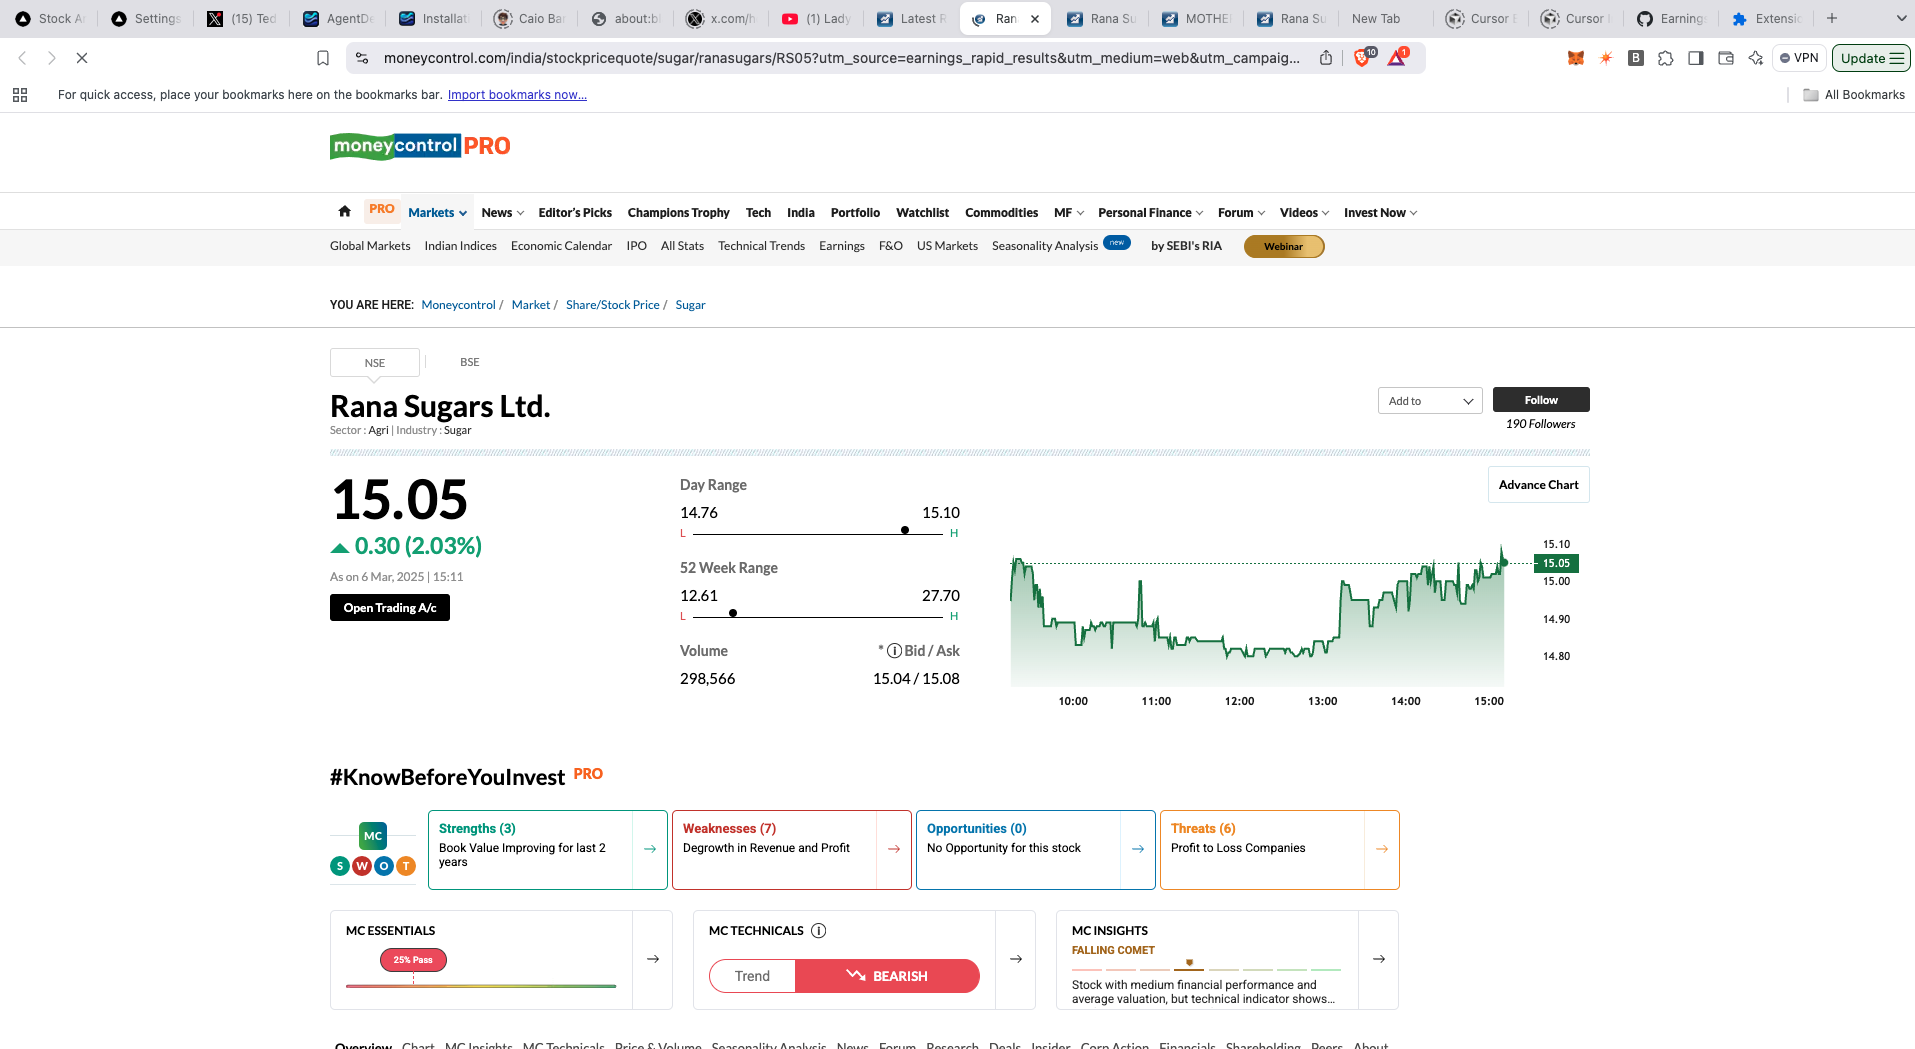 Stock Ar
Settings
(15) Ted
AgentDe
Installat
Caio Bar
about:bl
x.com/h
(1) Lady
Latest R
Ran
Rana Su
MOTHE
Rana Su
New Tab
Cursor E
Cursor I
Earnings
Extensio
moneycontrol.com/india/stockpricequote/sugar/ranasugars/RS05?utm_source=earnings_rapid_results&utm_medium=web&utm_campaig...
10
1
B
VPN
Update
For quick access, place your bookmarks here on the bookmarks bar. Import bookmarks now...
All Bookmarks
moneycontrol PRO
PRO Markets News Editor's Picks Champions Trophy Tech India Portfolio Watchlist Commodities MF Personal Finance Forum Videos Invest Now
Global Markets Indian Indices Economic Calendar IPO All Stats Technical Trends Earnings F&O US Markets Seasonality Analysis new by SEBI's RIA Webinar
YOU ARE HERE: Moneycontrol / Market / Share/Stock Price / Sugar
NSE | BSE
Rana Sugars Ltd.
Sector : Agri | Industry : Sugar
Add to
Follow
190 Followers
15.05
0.30 (2.03%)
As on 6 Mar, 2025 | 15:11
Open Trading A/c
Day Range
14.76 15.10
L H
52 Week Range
12.61 27.70
L H
Volume * i Bid / Ask
298,566 15.04 / 15.08
Advance Chart
15.10
15.05
15.00
14.90
14.80
10:00 11:00 12:00 13:00 14:00 15:00
#KnowBeforeYouInvest PRO
MC
S W O T
Strengths (3)
Book Value Improving for last 2
years
Weaknesses (7)
Degrowth in Revenue and Profit
Opportunities (0)
No Opportunity for this stock
Threats (6)
Profit to Loss Companies
MC ESSENTIALS
25% Pass
MC TECHNICALS i
Trend BEARISH
MC INSIGHTS
FALLING COMET
Stock with medium financial performance and
average valuation, but technical indicator shows...
Overview Chart MC Insights MC Technicals Price & Volume Seasonality Analysis News Forum Research Deals Insider Corp Action Financials Shareholding Peers About